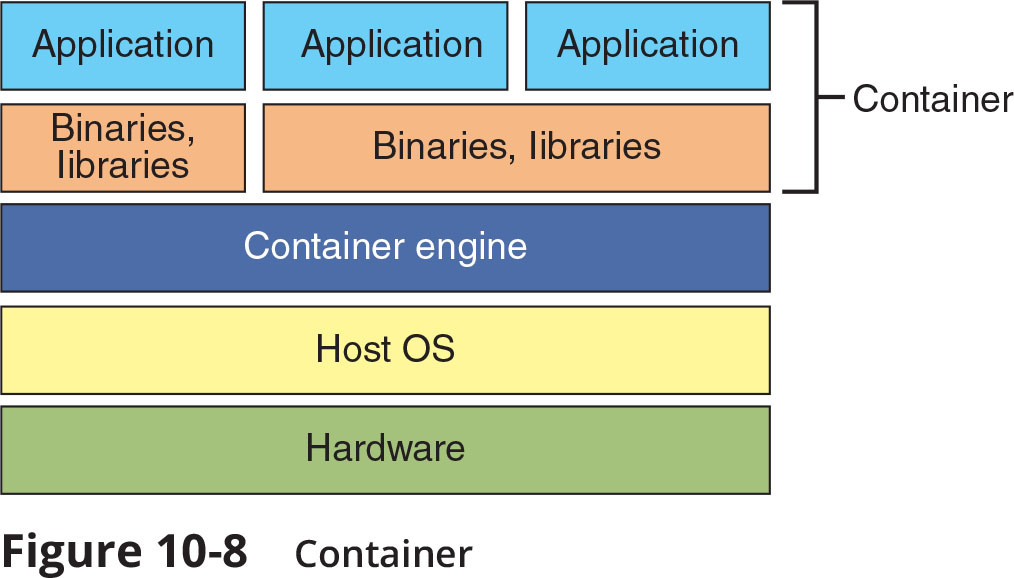 Application
Application
Application
Container
Binaries,
libraries
Binaries, libraries
Container engine
Host OS
Hardware
Figure 10-8 Container